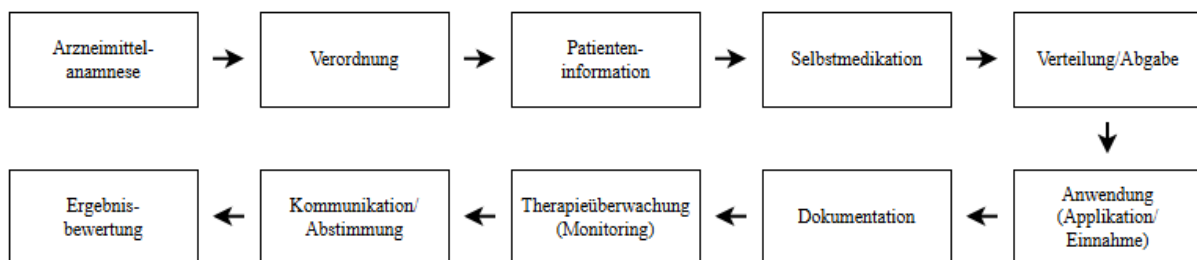 Arzneimittel-
anamnese
Verordnung
Patienten-
information
Selbstmedikation
Verteilung/Abgabe
Anwendung
(Applikation/
Einnahme)
Dokumentation
Therapieüberwachung
(Monitoring)
Kommunikation/
Abstimmung
Ergebnis-
bewertung